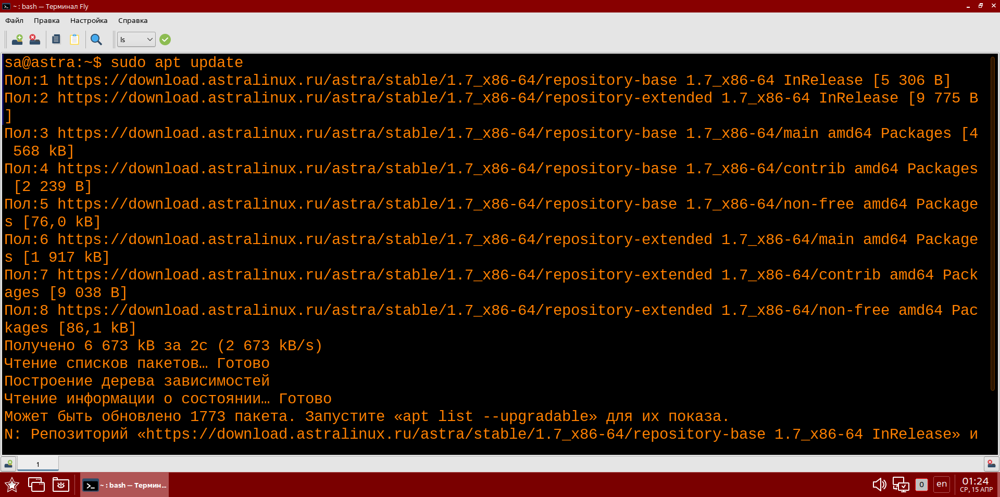 ~ : bash — Терминал Fly
Файл Правка Настройка Справка
ls
sa@astra:~$ sudo apt update
Пол:1 https://download.astralinux.ru/astra/stable/1.7_x86-64/repository-base 1.7_x86-64 InRelease [5 306 B]
Пол:2 https://download.astralinux.ru/astra/stable/1.7_x86-64/repository-extended 1.7_x86-64 InRelease [9 775 B
]
Пол:3 https://download.astralinux.ru/astra/stable/1.7_x86-64/repository-base 1.7_x86-64/main amd64 Packages [4
 568 kB]
Пол:4 https://download.astralinux.ru/astra/stable/1.7_x86-64/repository-base 1.7_x86-64/contrib amd64 Packages
 [2 239 B]
Пол:5 https://download.astralinux.ru/astra/stable/1.7_x86-64/repository-base 1.7_x86-64/non-free amd64 Package
s [76,0 kB]
Пол:6 https://download.astralinux.ru/astra/stable/1.7_x86-64/repository-extended 1.7_x86-64/main amd64 Package
s [1 917 kB]
Пол:7 https://download.astralinux.ru/astra/stable/1.7_x86-64/repository-extended 1.7_x86-64/contrib amd64 Pack
ages [9 038 B]
Пол:8 https://download.astralinux.ru/astra/stable/1.7_x86-64/repository-extended 1.7_x86-64/non-free amd64 Pac
kages [86,1 kB]
Получено 6 673 kB за 2с (2 673 kB/s)
Чтение списков пакетов… Готово
Построение дерева зависимостей
Чтение информации о состоянии… Готово
Может быть обновлено 1773 пакета. Запустите «apt list --upgradable» для их показа.
N: Репозиторий «https://download.astralinux.ru/astra/stable/1.7_x86-64/repository-base 1.7_x86-64 InRelease» и
1
~ : bash — Термин...
0
en
01:24
СР, 15 АПР